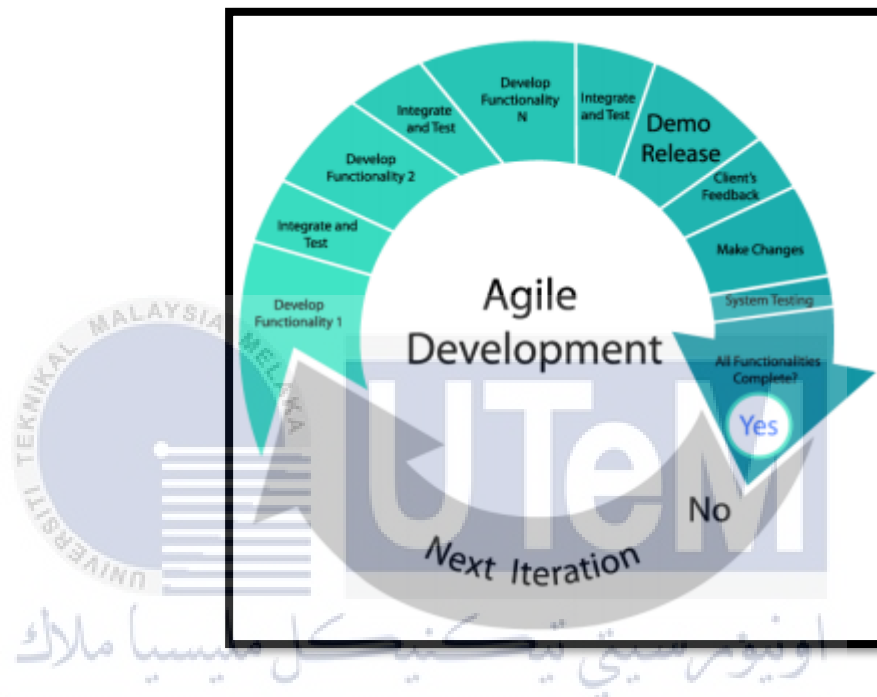 Develop
Functionality 1
Integrate and
Test
Develop
Functionality 2
Integrate
and Test
Develop
Functionality
N
Integrate
and Test
Demo
Release
Client's
Feedback
Make Changes
System Testing
All Functionalities
Complete?
Yes
No
Next Iteration
Agile
Development
UNIVERSITI TEKNIKAL MALAYSIA MELAKA
UTeM
اونيۏرسيتي تيكنيكل مليسيا ملاك